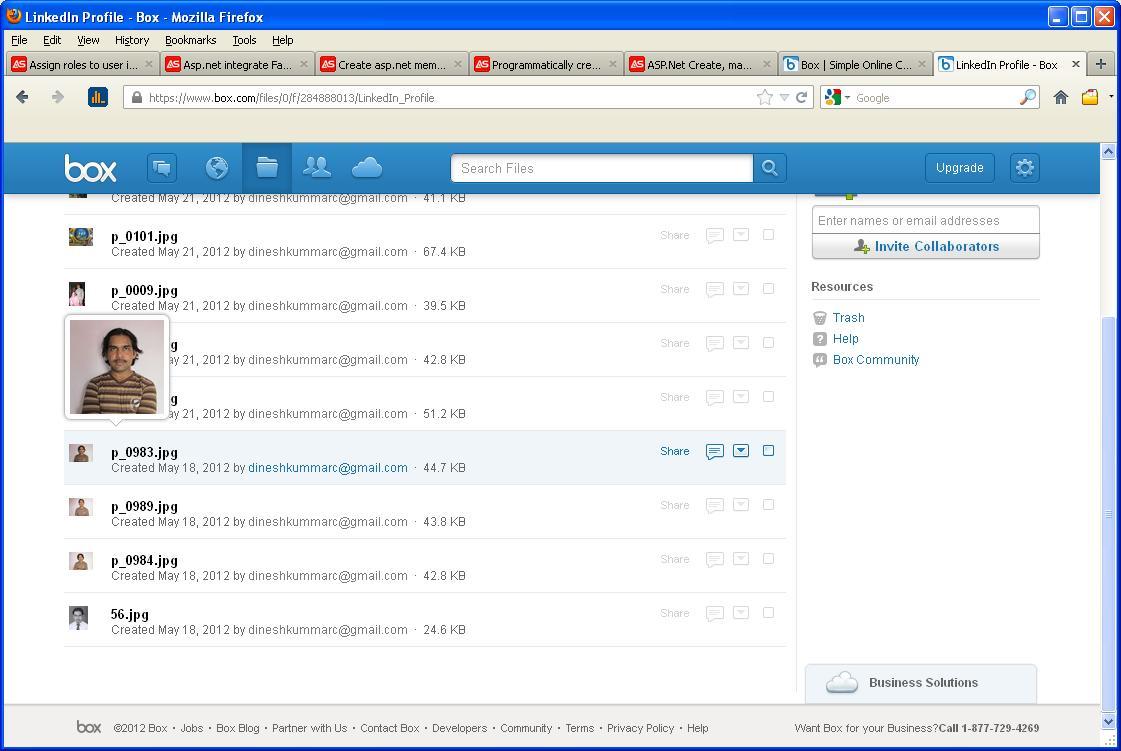 LinkedIn Profile - Box - Mozilla Firefox
File Edit View History Bookmarks Tools Help
Assign roles to user i... Asp.net integrate Fa... Create asp.net mem... Programmatically cre... ASP.Net Create, ma... Box | Simple Online C... LinkedIn Profile - Box
https://www.box.com/files/0/f/284888013/LinkedIn_Profile Google
box Search Files Upgrade
Created May 21, 2012 by dineshkummarc@gmail.com · 41.1 KB
Enter names or email addresses
p_0101.jpg Share
Created May 21, 2012 by dineshkummarc@gmail.com · 67.4 KB
Invite Collaborators
p_0009.jpg Share
Created May 21, 2012 by dineshkummarc@gmail.com · 39.5 KB
Resources
Trash
Help
Box Community
g Share
ay 21, 2012 by dineshkummarc@gmail.com · 42.8 KB
g Share
ay 21, 2012 by dineshkummarc@gmail.com · 51.2 KB
p_0983.jpg Share
Created May 18, 2012 by dineshkummarc@gmail.com · 44.7 KB
p_0989.jpg Share
Created May 18, 2012 by dineshkummarc@gmail.com · 43.8 KB
p_0984.jpg Share
Created May 18, 2012 by dineshkummarc@gmail.com · 42.8 KB
56.jpg Share
Created May 18, 2012 by dineshkummarc@gmail.com · 24.6 KB
Business Solutions
box ©2012 Box · Jobs · Box Blog · Partner with Us · Contact Box · Developers · Community · Terms · Privacy Policy · Help Want Box for your Business?Call 1-877-729-4269